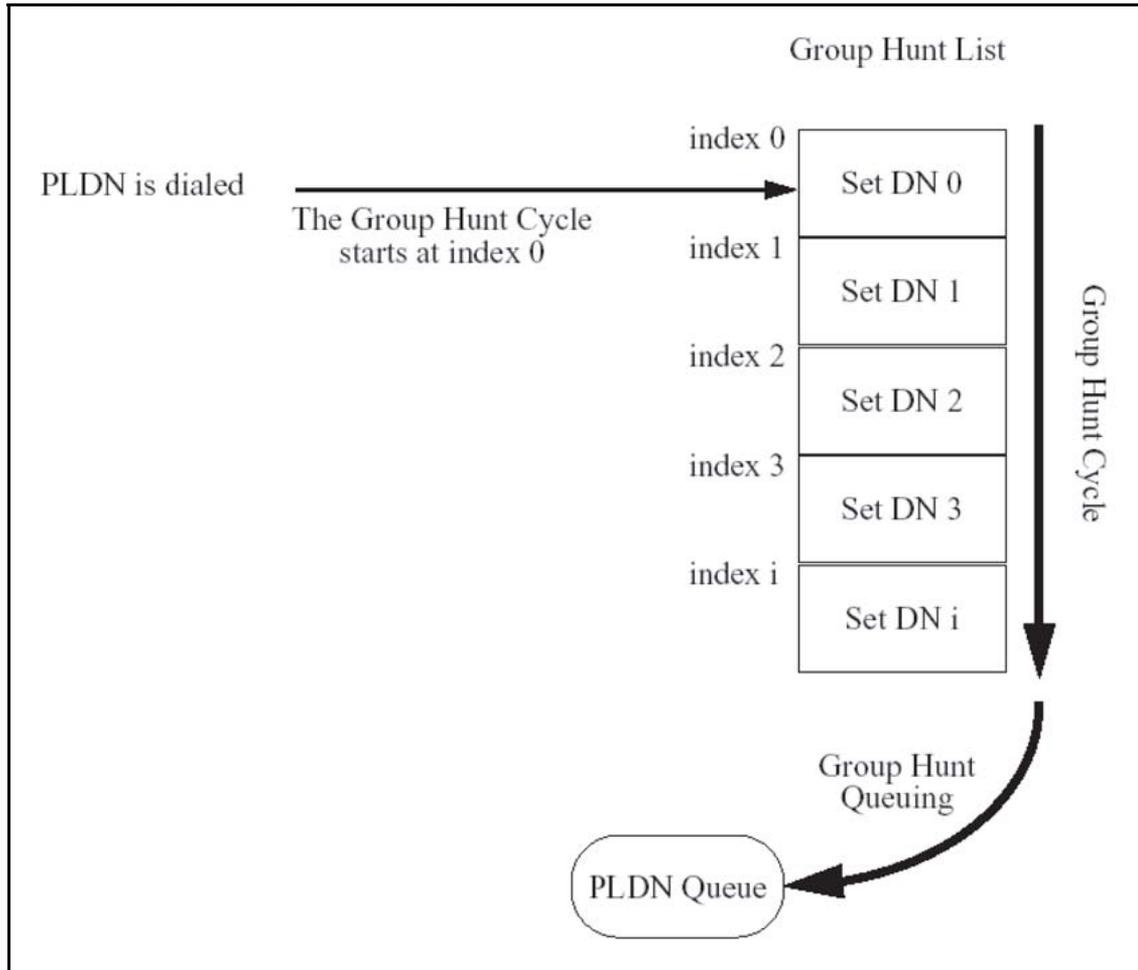 Group Hunt List
PLDN is dialed
The Group Hunt Cycle
starts at index 0
index 0
Set DN 0
index 1
Set DN 1
index 2
Set DN 2
index 3
Set DN 3
index i
Set DN i
Group Hunt Cycle
Group Hunt
Queuing
PLDN Queue